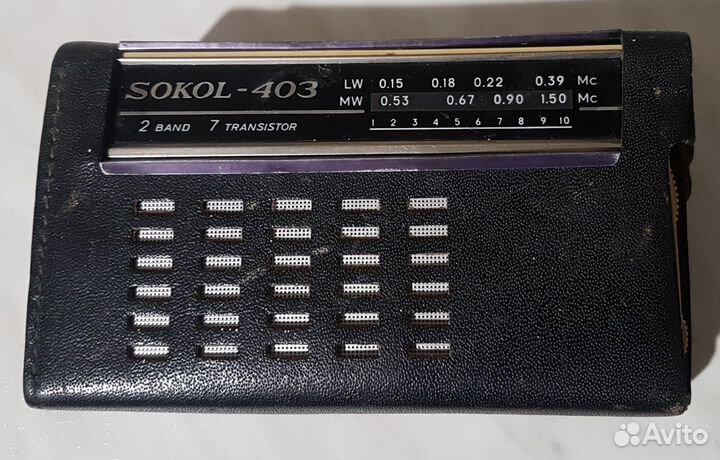 SOKOL-403
LW 0.15 0.18 0.22 0.39 Mc
MW 0.53 0.67 0.90 1.50 Mc
2 BAND 7 TRANSISTOR
1 2 3 4 5 6 7 8 9 10
Avito